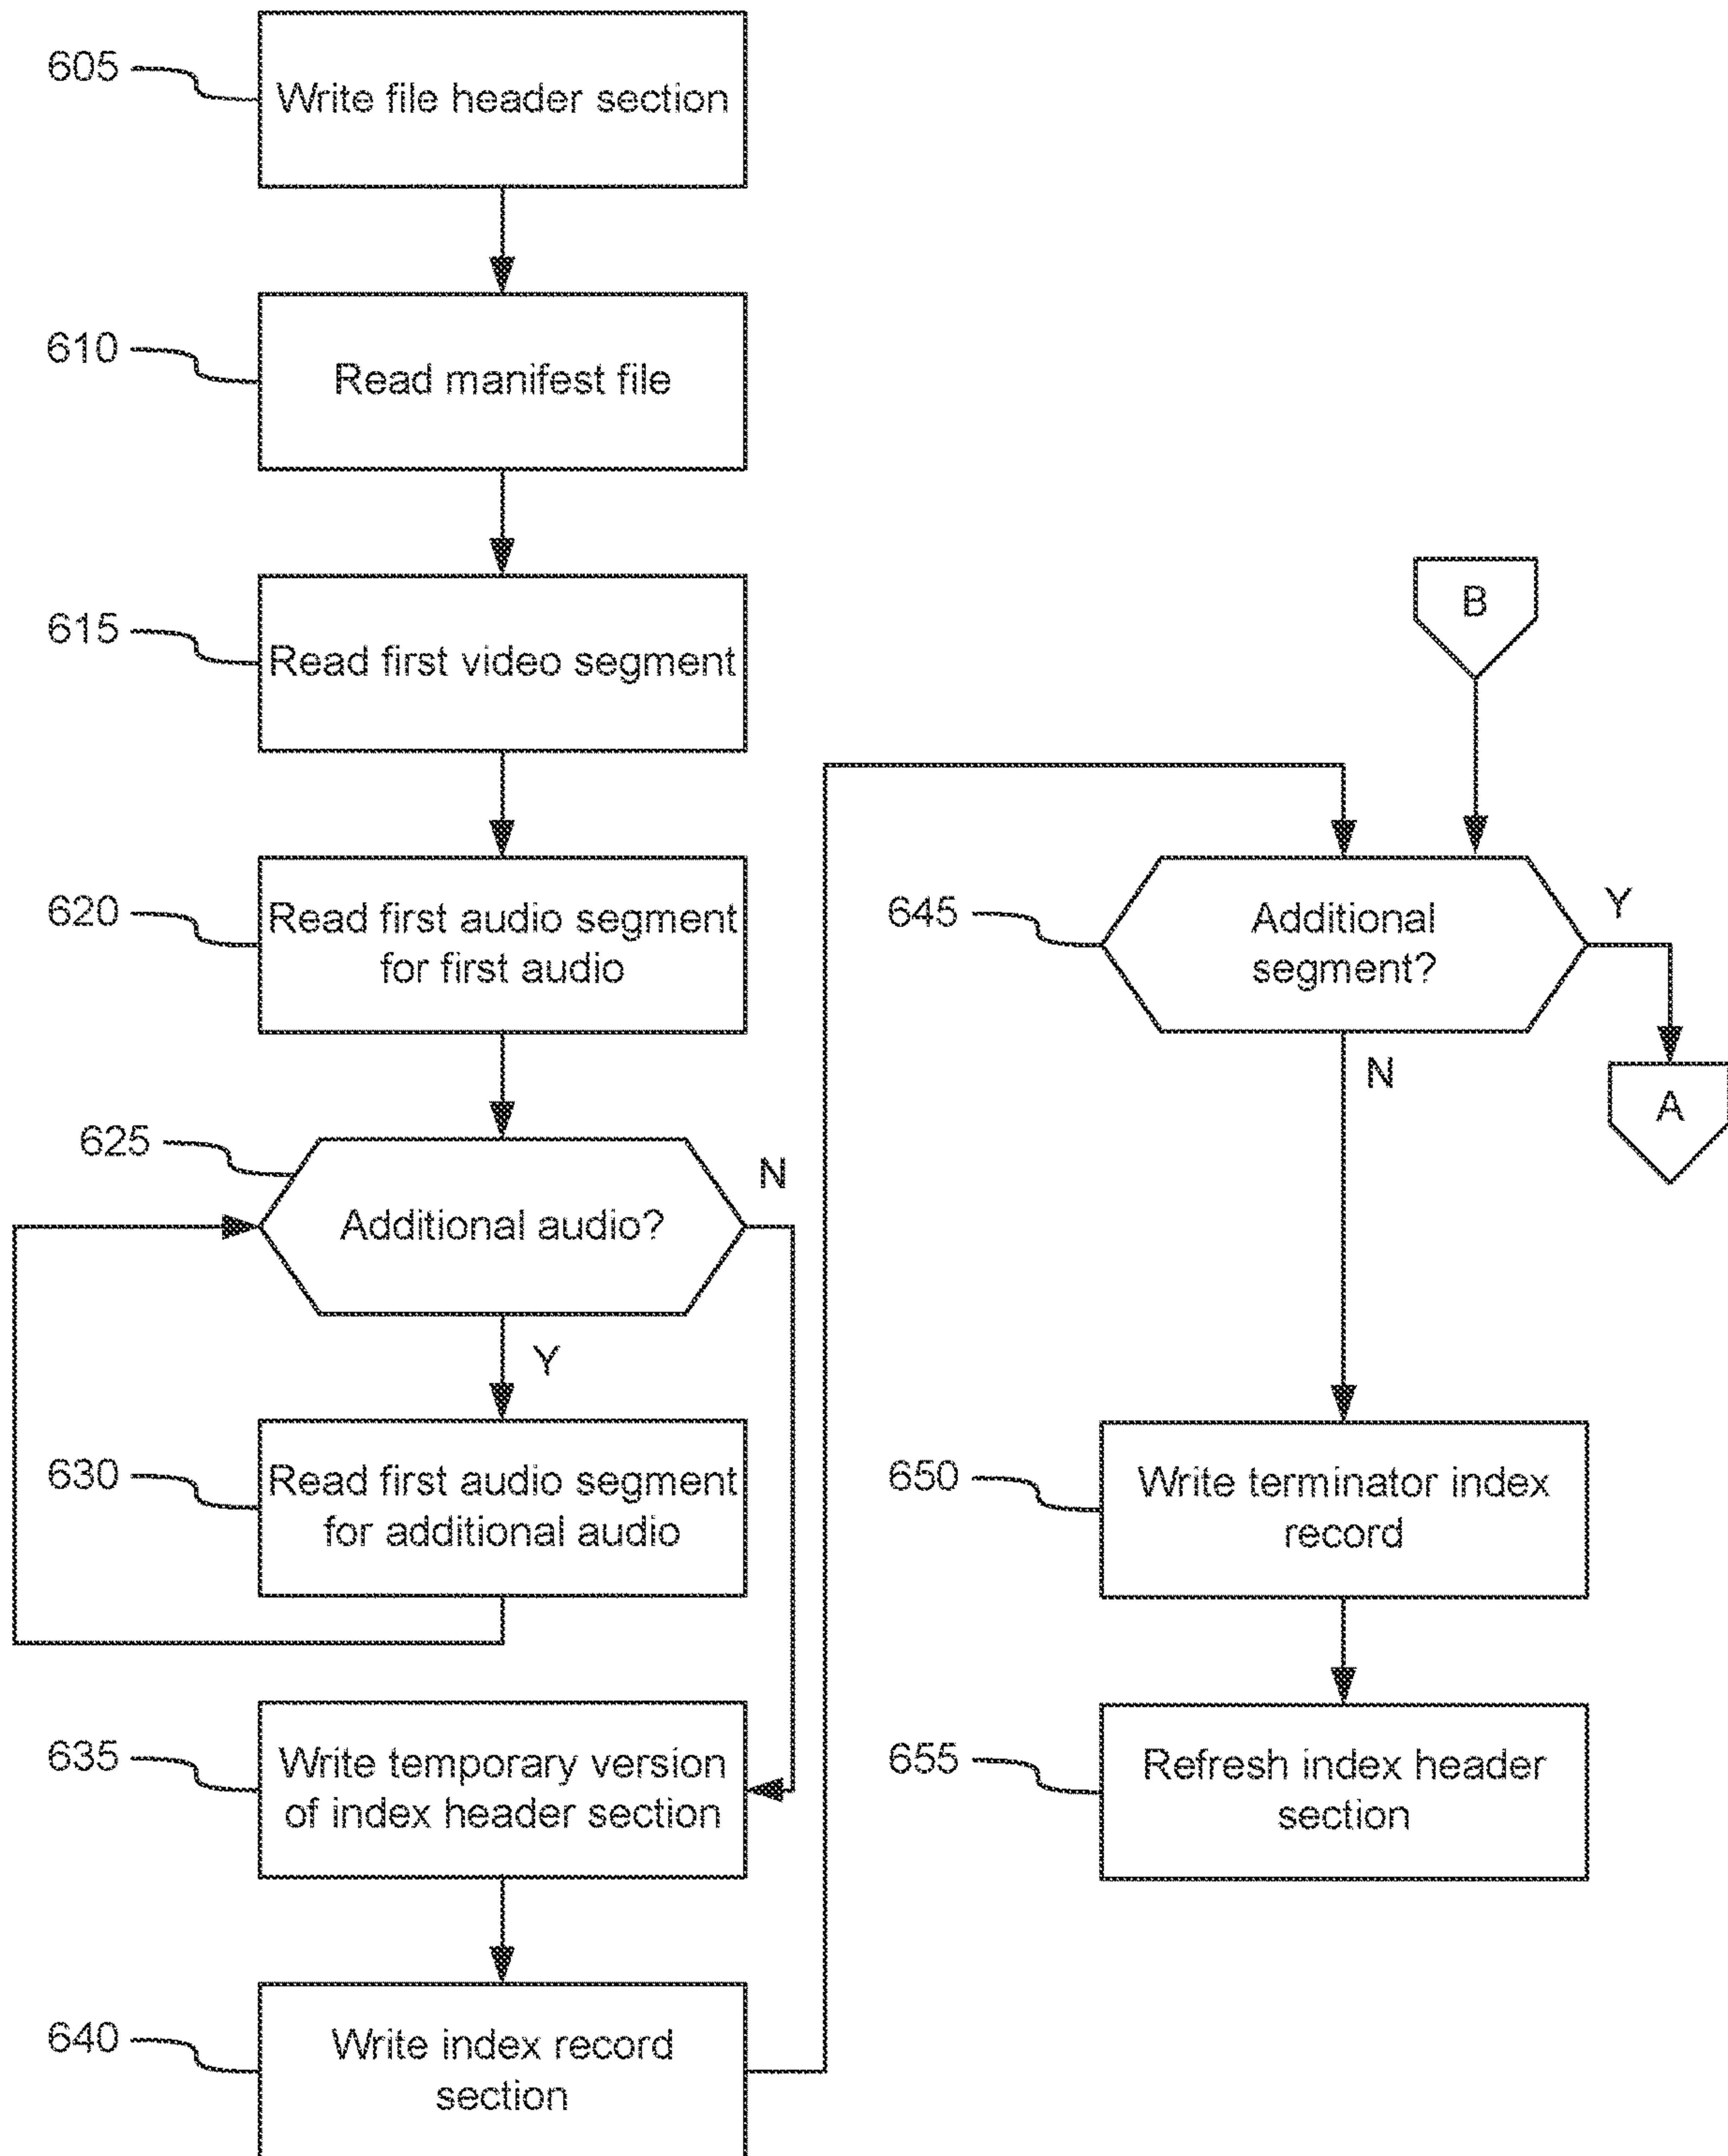 605
Write file header section
610
Read manifest file
615
Read first video segment
620
Read first audio segment
for first audio
625
Additional audio?
N
Y
630
Read first audio segment
for additional audio
635
Write temporary version
of index header section
640
Write index record
section
B
645
Additional
segment?
Y
N
A
650
Write terminator index
record
655
Refresh index header
section